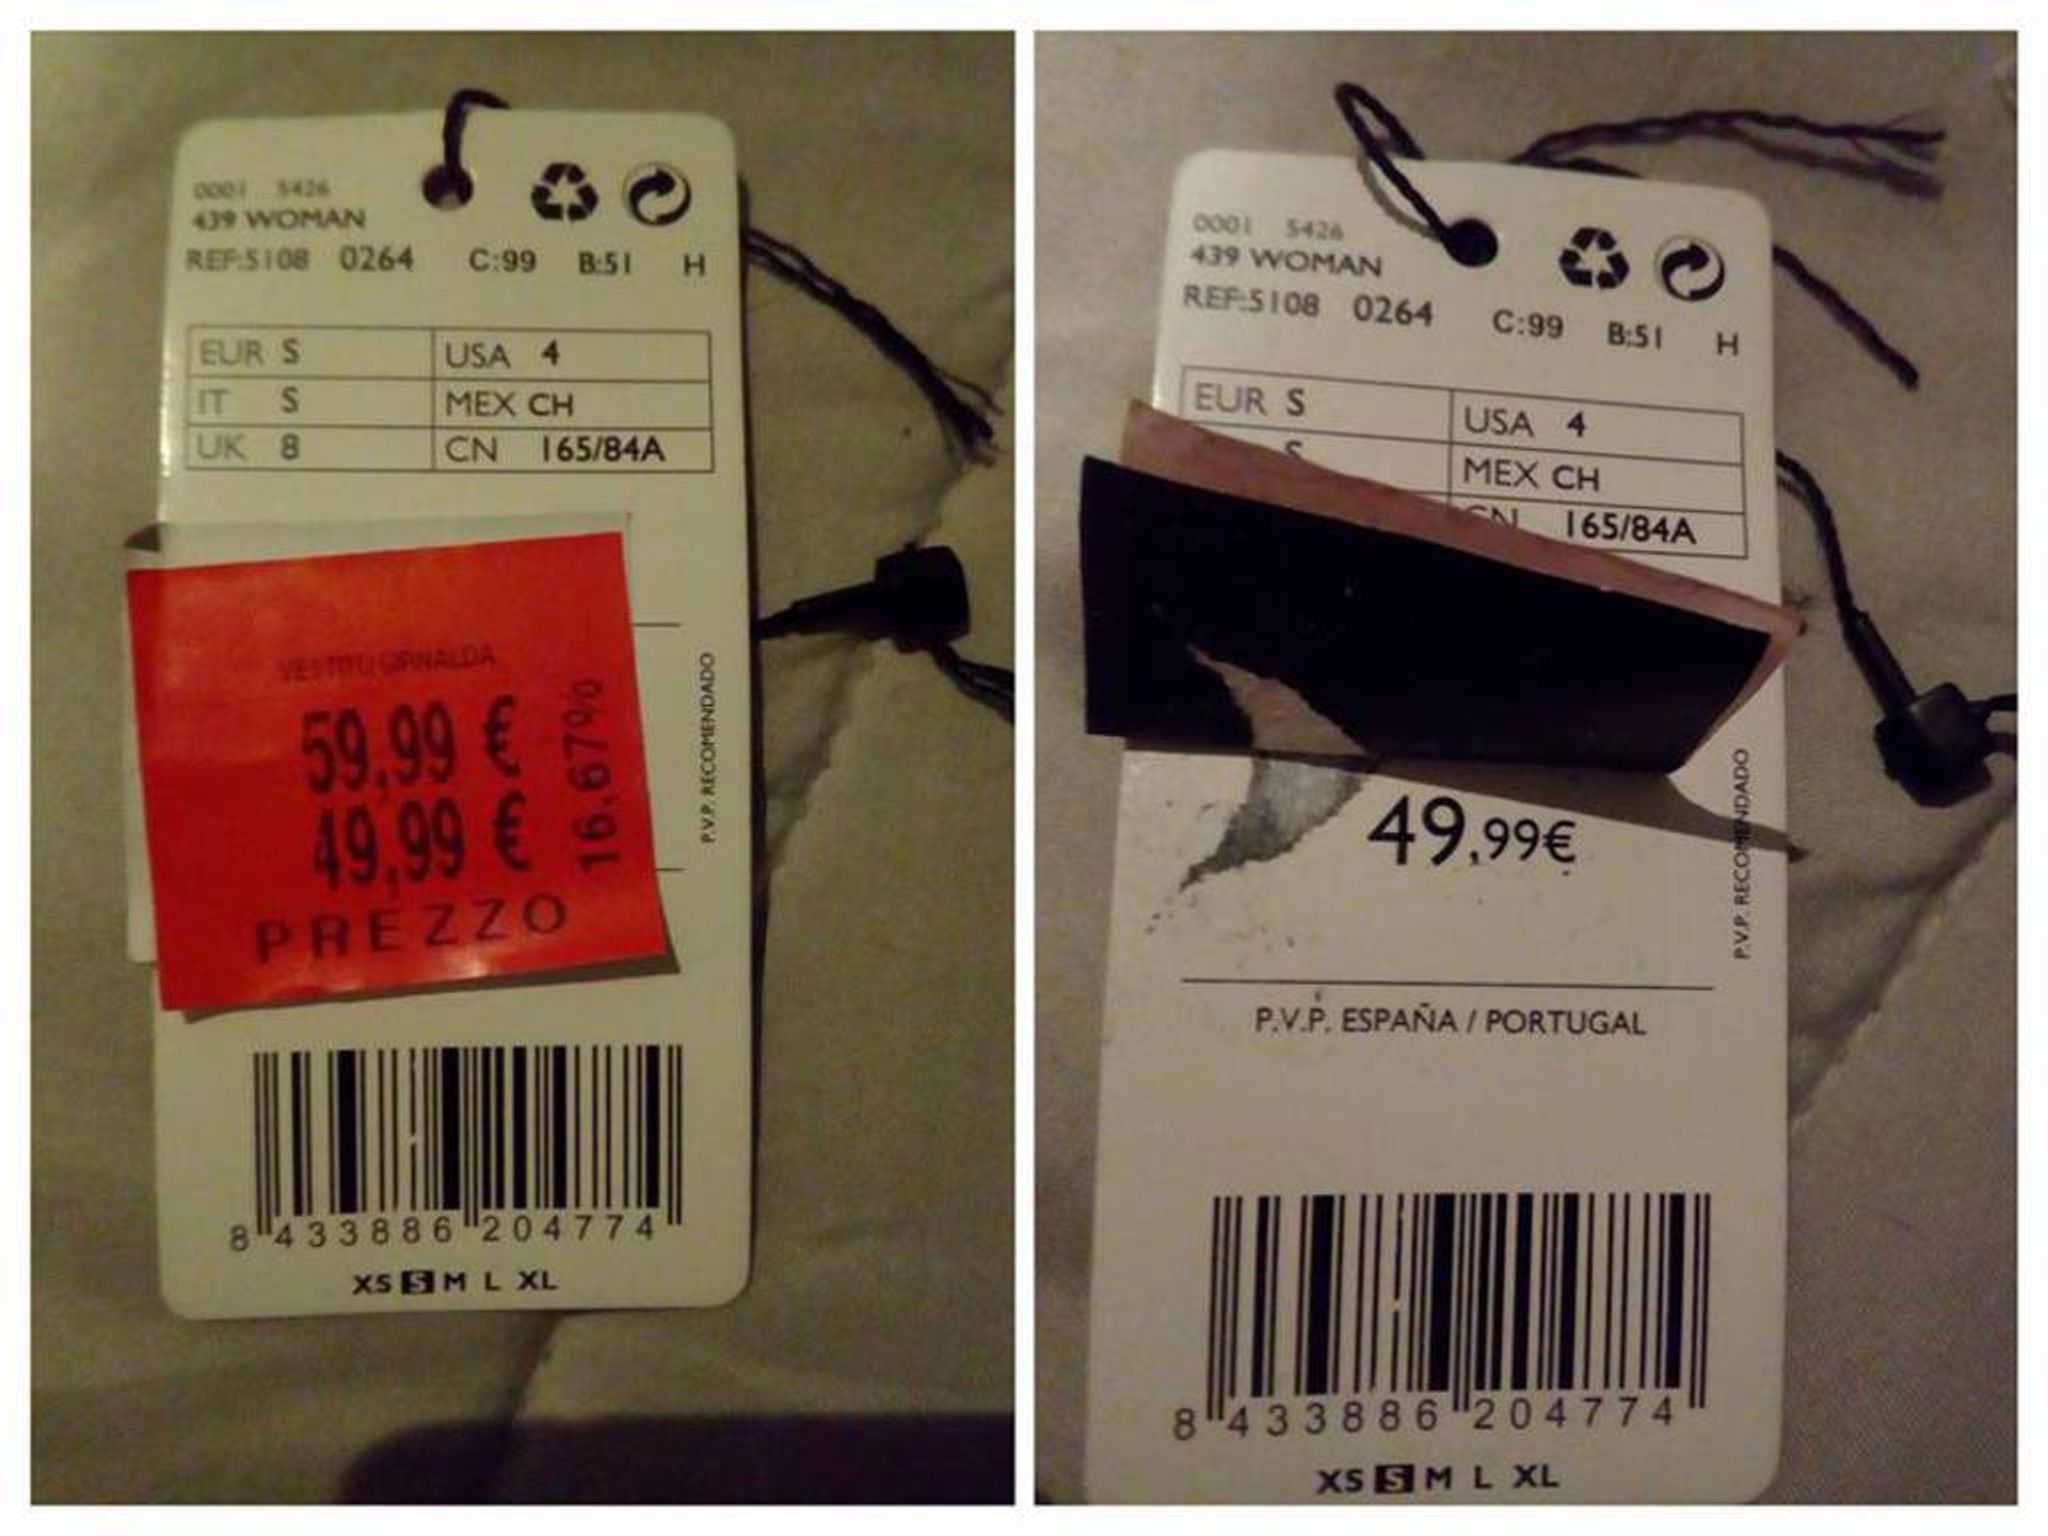 0001 5426
439 WOMAN
REF:5108 0264 C:99 B:51 H
EUR S USA 4
IT S MEX CH
UK 8 CN 165/84A
VESTITO
59,99 €
49,99 €
16.67%
PREZZO
P.V.P. RECOMENDADO
8 433886 204774
XS S M L XL
0001 5426
439 WOMAN
REF:5108 0264 C:99 B:51 H
EUR S USA 4
S MEX CH
CN 165/84A
49,99€
P.V.P. RECOMENDADO
P.V.P. ESPAÑA / PORTUGAL
8 433886 204774
XS S M L XL